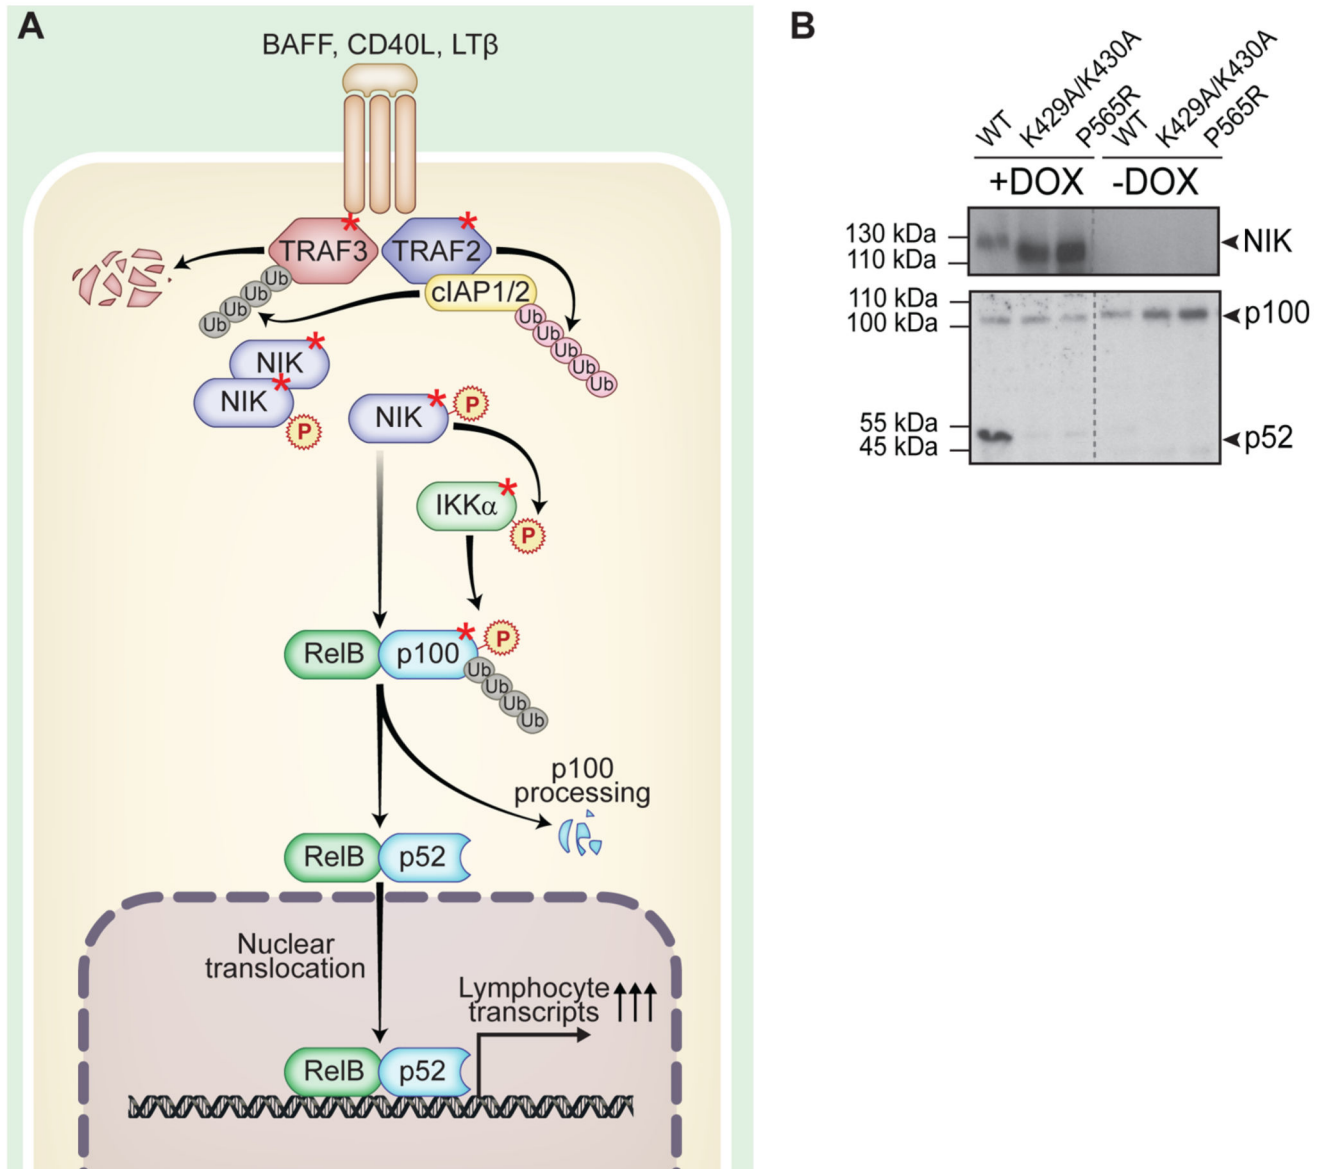 A
BAFF, CD40L, LTβ
TRAF3
TRAF2
cIAP1/2
Ub
Ub
Ub
Ub
Ub
Ub
Ub
Ub
Ub
NIK
NIK
P
NIK
P
IKKα
P
RelB
p100
P
Ub
Ub
Ub
Ub
p100
processing
RelB
p52
Nuclear
translocation
Lymphocyte
transcripts
RelB
p52
B
WT
K429A/K430A
P565R
WT
K429A/K430A
P565R
+DOX
-DOX
130 kDa
110 kDa
NIK
110 kDa
100 kDa
p100
55 kDa
45 kDa
p52